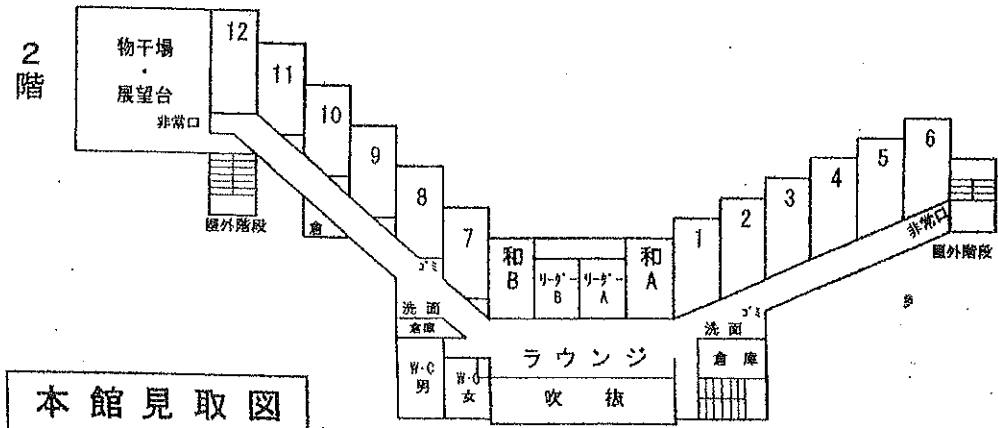 2階
物干場
・
展望台
非常口
屋外階段
12
11
10
9
8
7
倉
ゴミ
洗面
倉庫
W・C
男
W・C
女
和
B
リーダー
B
リーダー
A
和
A
ラウンジ
吹抜
1
2
3
4
5
6
非常口
屋外階段
ゴミ
洗面
倉庫
本館見取図